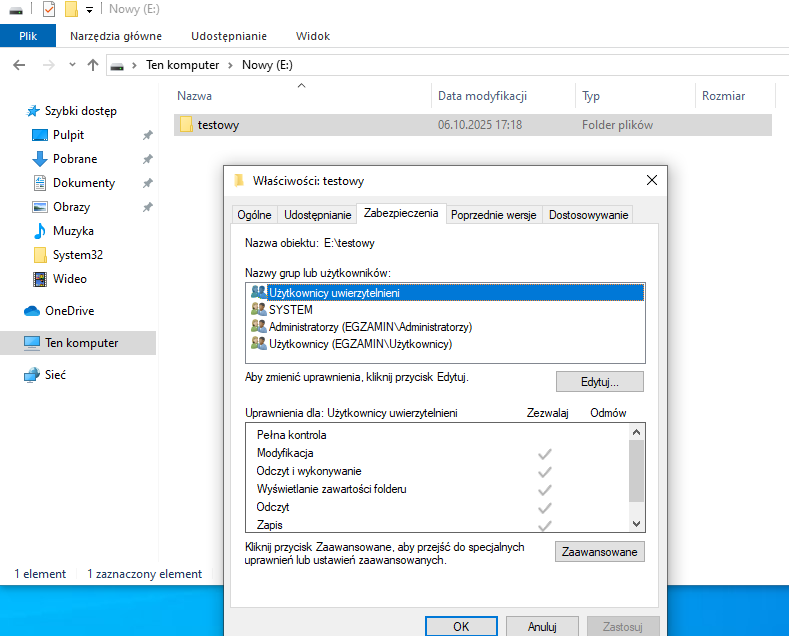 Nowy (E:)
Plik Narzędzia główne Udostępnianie Widok
Ten komputer Nowy (E:)
Nazwa Data modyfikacji Typ Rozmiar
testowy 06.10.2025 17:18 Folder plików
Szybki dostęp
Pulpit
Pobrane
Dokumenty
Obrazy
Muzyka
System32
Wideo
OneDrive
Ten komputer
Sieć
1 element 1 zaznaczony element
Właściwości: testowy
Ogólne Udostępnianie Zabezpieczenia Poprzednie wersje Dostosowywanie
Nazwa obiektu: E:\testowy
Nazwy grup lub użytkowników:
Użytkownicy uwierzytelnieni
SYSTEM
Administratorzy (EGZAMIN\Administratorzy)
Użytkownicy (EGZAMIN\Użytkownicy)
Aby zmienić uprawnienia, kliknij przycisk Edytuj.
Edytuj...
Uprawnienia dla: Użytkownicy uwierzytelnieni Zezwalaj Odmów
Pełna kontrola
Modyfikacja
Odczyt i wykonywanie
Wyświetlanie zawartości folderu
Odczyt
Zapis
Kliknij przycisk Zaawansowane, aby przejść do specjalnych
uprawnień lub ustawień zaawansowanych.
Zaawansowane
OK Anuluj Zastosuj